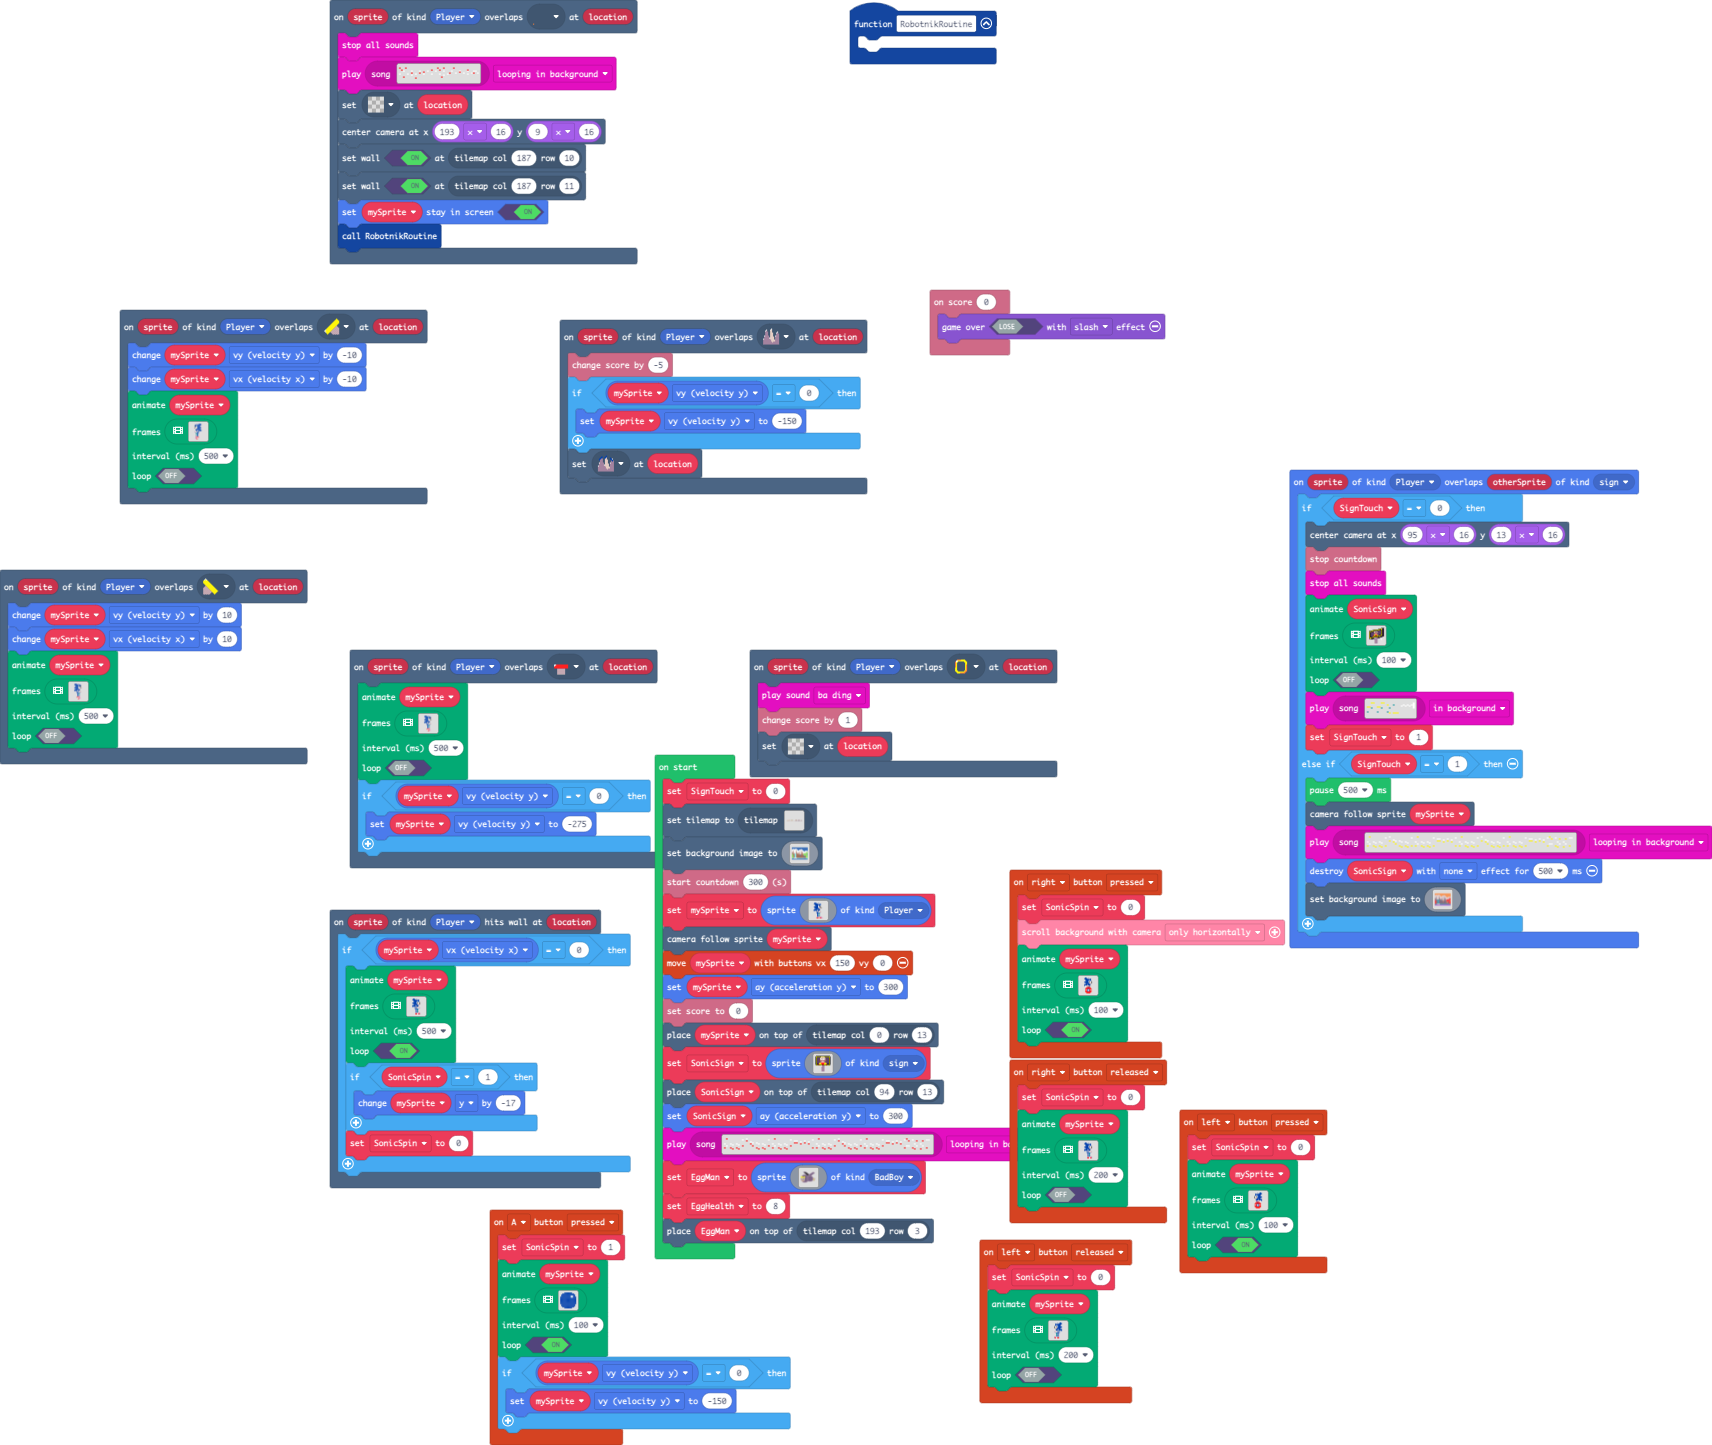 on sprite of kind Player overlaps at location
stop all sounds
play song looping in background
set at location
center camera at x 193 x 16 y 9 x 16
set wall ON at tilemap col 187 row 10
set wall ON at tilemap col 187 row 11
set mySprite stay in screen ON
call RobotnikRoutine
function RobotnikRoutine
on sprite of kind Player overlaps at location
change mySprite vy (velocity y) by -10
change mySprite vx (velocity x) by -10
animate mySprite
frames
interval (ms) 500
loop OFF
on sprite of kind Player overlaps at location
change score by -5
if mySprite vy (velocity y) = 0 then
set mySprite vy (velocity y) to -150
set at location
on score 0
game over LOSE with slash effect
on sprite of kind Player overlaps otherSprite of kind sign
if SignTouch = 0 then
center camera at x 95 x 16 y 13 x 16
stop countdown
stop all sounds
animate SonicSign
frames
interval (ms) 100
loop OFF
play song in background
set SignTouch to 1
else if SignTouch = 1 then
pause 500 ms
camera follow sprite mySprite
play song looping in background
destroy SonicSign with none effect for 500 ms
set background image to
on sprite of kind Player overlaps at location
change mySprite vy (velocity y) by 10
change mySprite vx (velocity x) by 10
animate mySprite
frames
interval (ms) 500
loop OFF
on sprite of kind Player overlaps at location
animate mySprite
frames
interval (ms) 500
loop OFF
if mySprite vy (velocity y) = 0 then
set mySprite vy (velocity y) to -275
on sprite of kind Player overlaps at location
play sound ba ding
change score by 1
set at location
on start
set SignTouch to 0
set tilemap to tilemap
set background image to
start countdown 300 (s)
set mySprite to sprite of kind Player
camera follow sprite mySprite
move mySprite with buttons vx 150 vy 0
set mySprite ay (acceleration y) to 300
set score to 0
place mySprite on top of tilemap col 0 row 13
set SonicSign to sprite of kind sign
place SonicSign on top of tilemap col 94 row 13
set SonicSign ay (acceleration y) to 300
play song looping in b
set EggMan to sprite of kind BadBoy
set EggHealth to 8
place EggMan on top of tilemap col 193 row 3
on sprite of kind Player hits wall at location
if mySprite vx (velocity x) = 0 then
animate mySprite
frames
interval (ms) 500
loop ON
if SonicSpin = 1 then
change mySprite y by -17
set SonicSpin to 0
on right button pressed
set SonicSpin to 0
scroll background with camera only horizontally
animate mySprite
frames
interval (ms) 100
loop ON
on right button released
set SonicSpin to 0
animate mySprite
frames
interval (ms) 200
loop OFF
on left button pressed
set SonicSpin to 0
animate mySprite
frames
interval (ms) 100
loop ON
on A button pressed
set SonicSpin to 1
animate mySprite
frames
interval (ms) 100
loop ON
if mySprite vy (velocity y) = 0 then
set mySprite vy (velocity y) to -150
on left button released
set SonicSpin to 0
animate mySprite
frames
interval (ms) 200
loop OFF